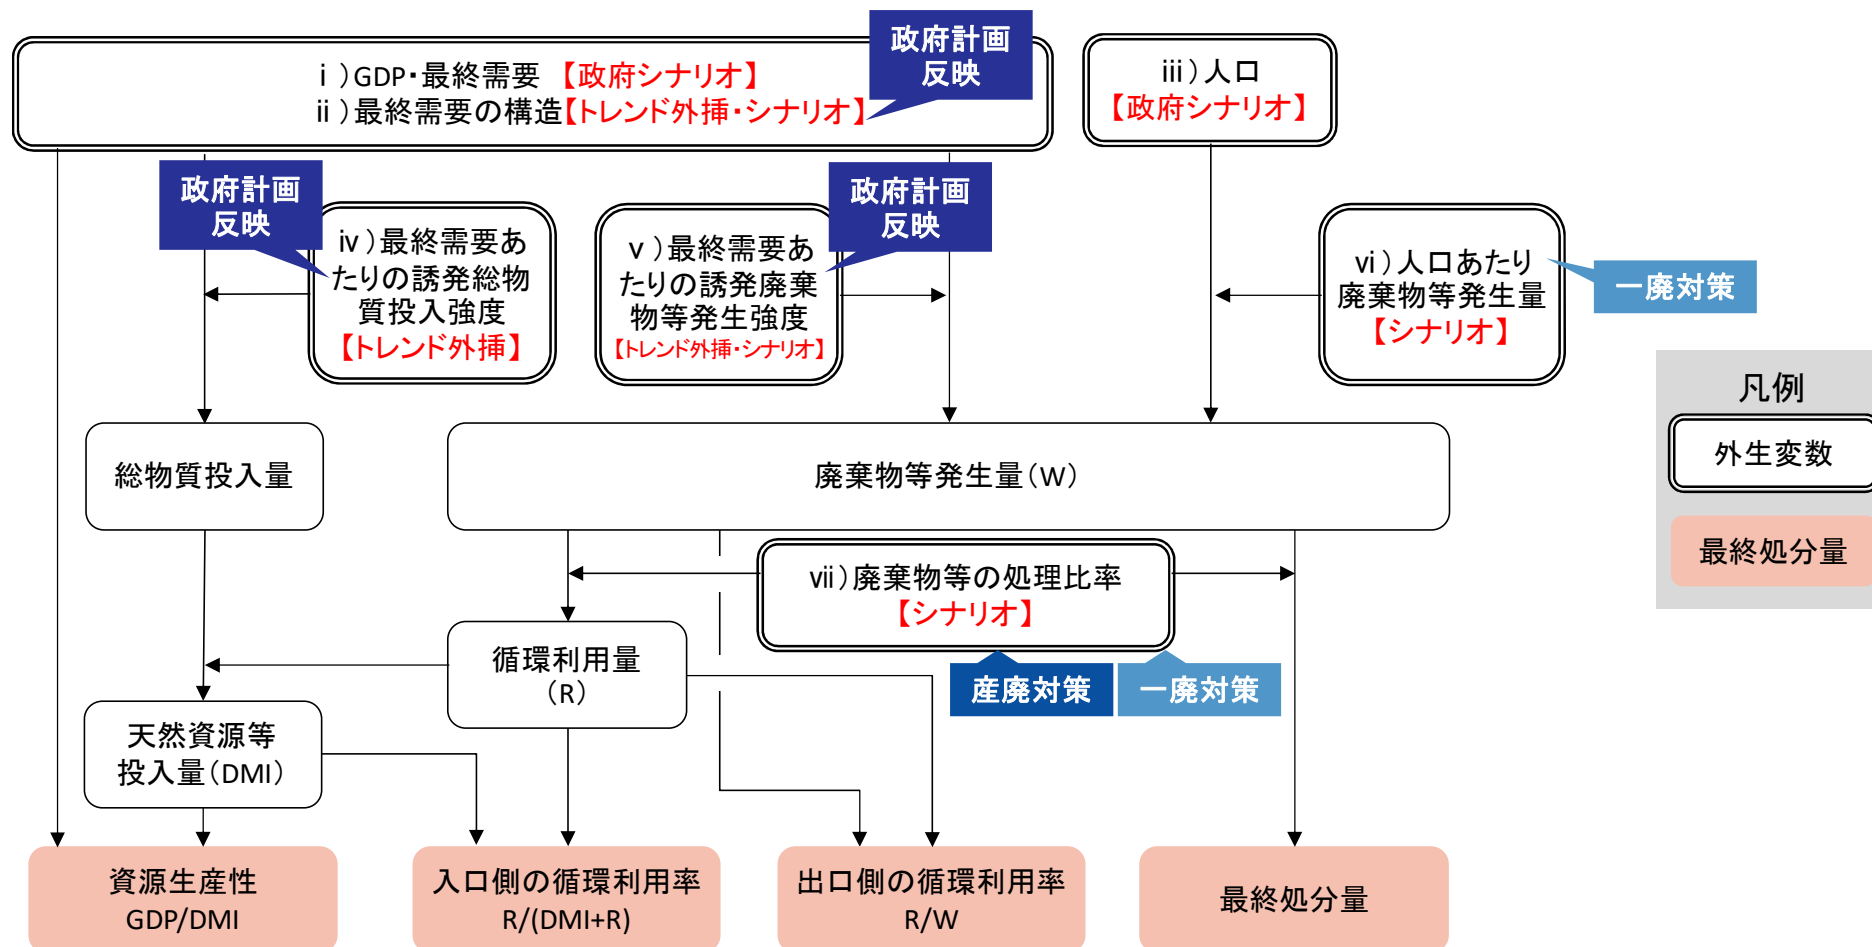 政府計画
反映
ⅰ）GDP・最終需要 【政府シナリオ】
ⅱ）最終需要の構造【トレンド外挿・シナリオ】
ⅲ）人口
【政府シナリオ】
政府計画
反映
ⅳ）最終需要あ
たりの誘発総物
質投入強度
【トレンド外挿】
政府計画
反映
ⅴ）最終需要あ
たりの誘発廃棄
物等発生強度
【トレンド外挿・シナリオ】
ⅵ）人口あたり
廃棄物等発生量
【シナリオ】
一廃対策
凡例
外生変数
最終処分量
総物質投入量
廃棄物等発生量（W）
ⅶ）廃棄物等の処理比率
【シナリオ】
産廃対策
一廃対策
循環利用量
（R）
天然資源等
投入量（DMI）
資源生産性
GDP/DMI
入口側の循環利用率
R/(DMI+R)
出口側の循環利用率
R/W
最終処分量